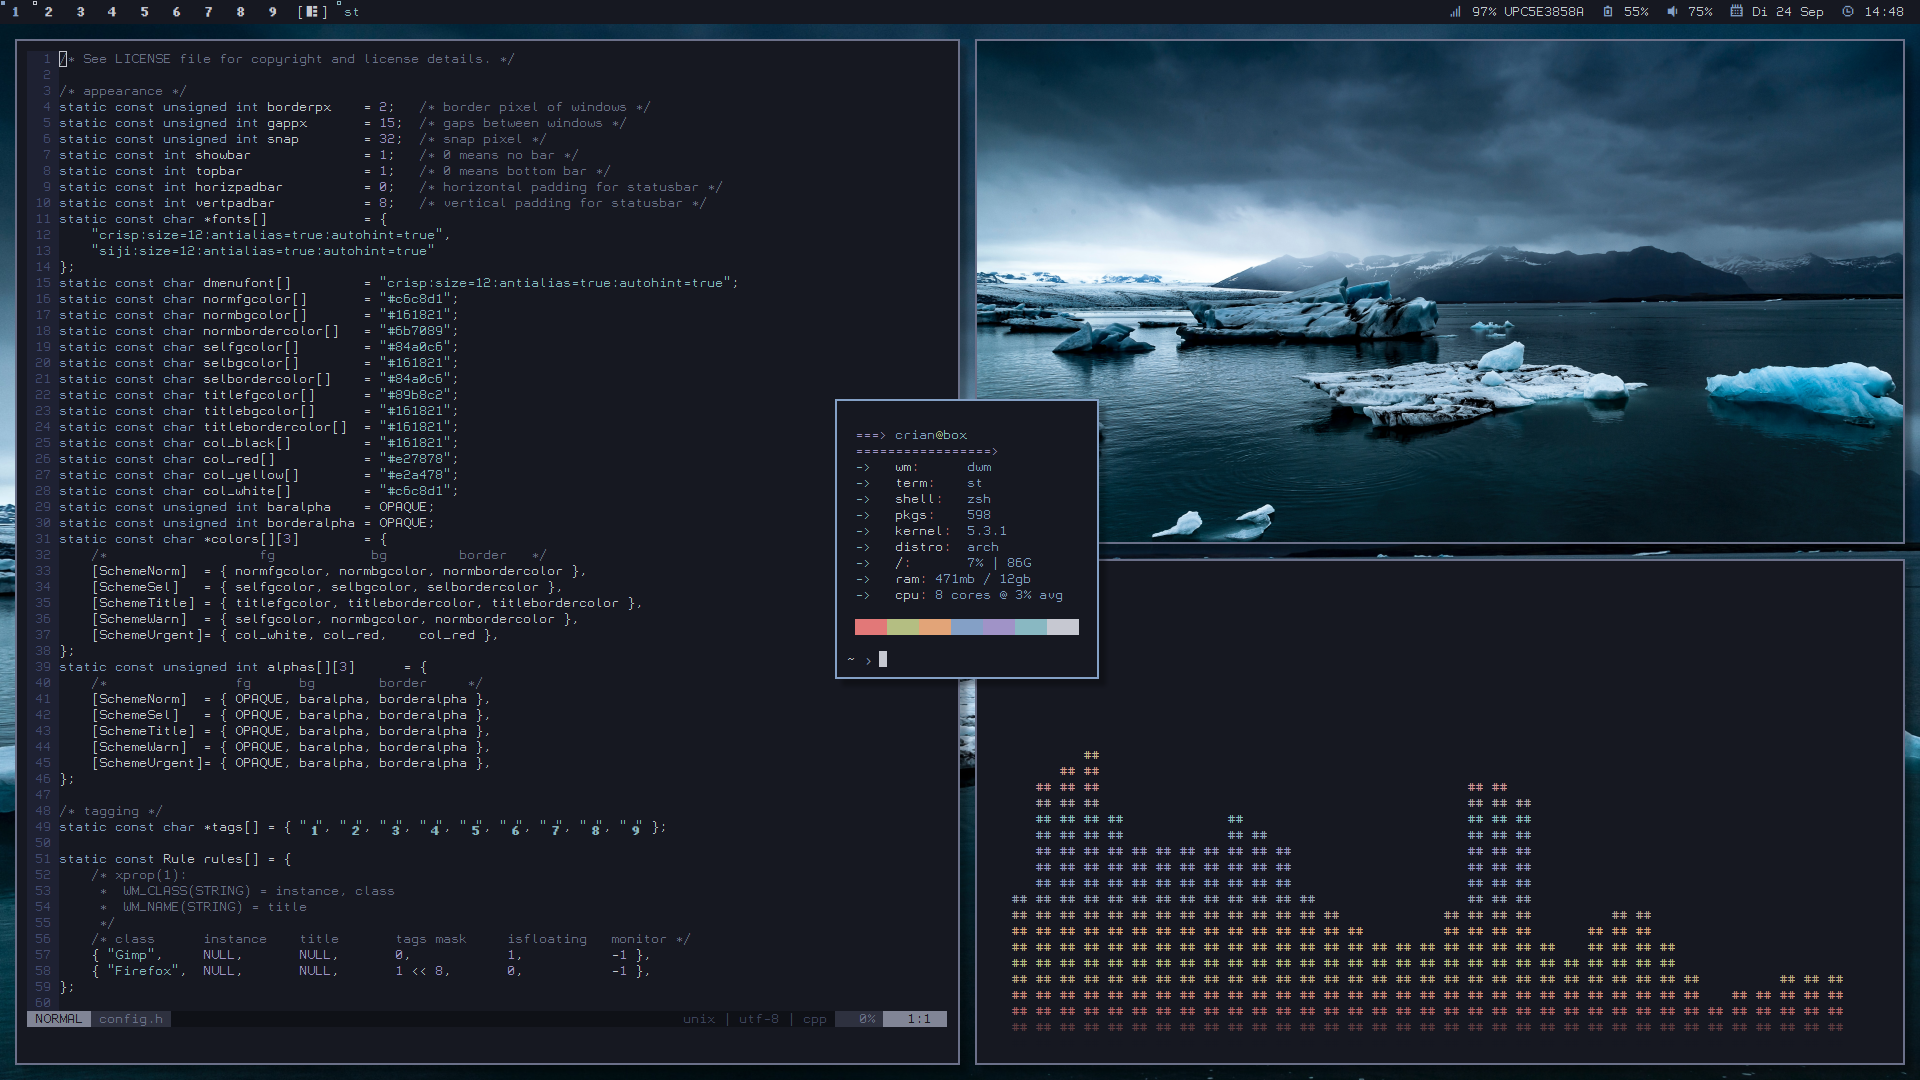 1 2 3 4 5 6 7 8 9 [ ] st 97% UPC5E3858A 55% 75% Di 24 Sep 14:48
1 /* See LICENSE file for copyright and license details. */
2
3 /* appearance */
4 static const unsigned int borderpx = 2; /* border pixel of windows */
5 static const unsigned int gappx = 15; /* gaps between windows */
6 static const unsigned int snap = 32; /* snap pixel */
7 static const int showbar = 1; /* 0 means no bar */
8 static const int topbar = 1; /* 0 means bottom bar */
9 static const int horizpadbar = 0; /* horizontal padding for statusbar */
10 static const int vertpadbar = 8; /* vertical padding for statusbar */
11 static const char *fonts[] = {
12 "crisp:size=12:antialias=true:autohint=true",
13 "siji:size=12:antialias=true:autohint=true"
14 };
15 static const char dmenufont[] = "crisp:size=12:antialias=true:autohint=true";
16 static const char normfgcolor[] = "#c6c8d1";
17 static const char normbgcolor[] = "#161821";
18 static const char normbordercolor[] = "#6b7089";
19 static const char selfgcolor[] = "#84a0c6";
20 static const char selbgcolor[] = "#161821";
21 static const char selbordercolor[] = "#84a0c6";
22 static const char titlefgcolor[] = "#89b8c2";
23 static const char titlebgcolor[] = "#161821";
24 static const char titlebordercolor[] = "#161821";
25 static const char col_black[] = "#161821";
26 static const char col_red[] = "#e27878";
27 static const char col_yellow[] = "#e2a478";
28 static const char col_white[] = "#c6c8d1";
29 static const unsigned int baralpha = OPAQUE;
30 static const unsigned int borderalpha = OPAQUE;
31 static const char *colors[][3] = {
32 /* fg bg border */
33 [SchemeNorm] = { normfgcolor, normbgcolor, normbordercolor },
34 [SchemeSel] = { selfgcolor, selbgcolor, selbordercolor },
35 [SchemeTitle] = { titlefgcolor, titlebordercolor, titlebordercolor },
36 [SchemeWarn] = { selfgcolor, normbgcolor, normbordercolor },
37 [SchemeUrgent]= { col_white, col_red, col_red },
38 };
39 static const unsigned int alphas[][3] = {
40 /* fg bg border */
41 [SchemeNorm] = { OPAQUE, baralpha, borderalpha },
42 [SchemeSel] = { OPAQUE, baralpha, borderalpha },
43 [SchemeTitle] = { OPAQUE, baralpha, borderalpha },
44 [SchemeWarn] = { OPAQUE, baralpha, borderalpha },
45 [SchemeUrgent]= { OPAQUE, baralpha, borderalpha },
46 };
47
48 /* tagging */
49 static const char *tags[] = { "1", "2", "3", "4", "5", "6", "7", "8", "9" };
50
51 static const Rule rules[] = {
52 /* xprop(1):
53 * WM_CLASS(STRING) = instance, class
54 * WM_NAME(STRING) = title
55 */
56 /* class instance title tags mask isfloating monitor */
57 { "Gimp", NULL, NULL, 0, 1, -1 },
58 { "Firefox", NULL, NULL, 1 << 8, 0, -1 },
59 };
60
NORMAL config.h unix | utf-8 | cpp 0% 1:1
===> crian@box
=================>
-> wm: dwm
-> term: st
-> shell: zsh
-> pkgs: 598
-> kernel: 5.3.1
-> distro: arch
-> /: 7% | 86G
-> ram: 471mb / 12gb
-> cpu: 8 cores @ 3% avg
~ ›